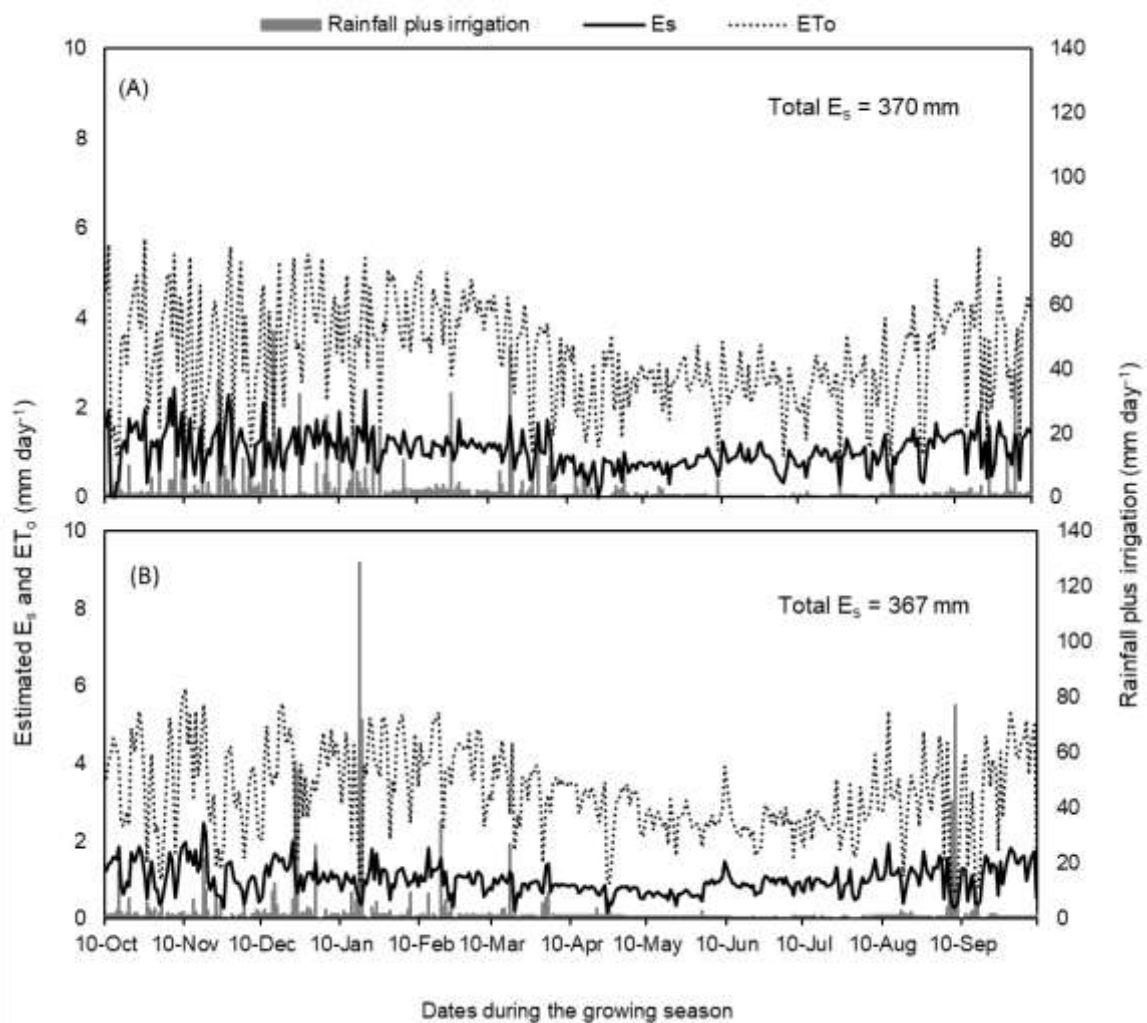 Rainfall plus irrigation Es ETo
10 140
(A)
Total Es = 370 mm
120
8
100
6 80
60
4
40
2
20
0 0
10 140
(B)
Total Es = 367 mm
120
8
100
6 80
60
4
40
2
20
0 0
Estimated Es and ETo (mm day⁻¹)
Rainfall plus irrigation (mm day⁻¹)
10-Oct 10-Nov 10-Dec 10-Jan 10-Feb 10-Mar 10-Apr 10-May 10-Jun 10-Jul 10-Aug 10-Sep
Dates during the growing season